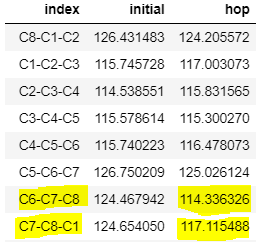 index initial hop
C8-C1-C2 126.431483 124.205572
C1-C2-C3 115.745728 117.003073
C2-C3-C4 114.538551 115.831565
C3-C4-C5 115.578614 115.300270
C4-C5-C6 115.740223 116.478073
C5-C6-C7 126.750209 125.026124
C6-C7-C8 124.467942 114.336326
C7-C8-C1 124.654050 117.115488